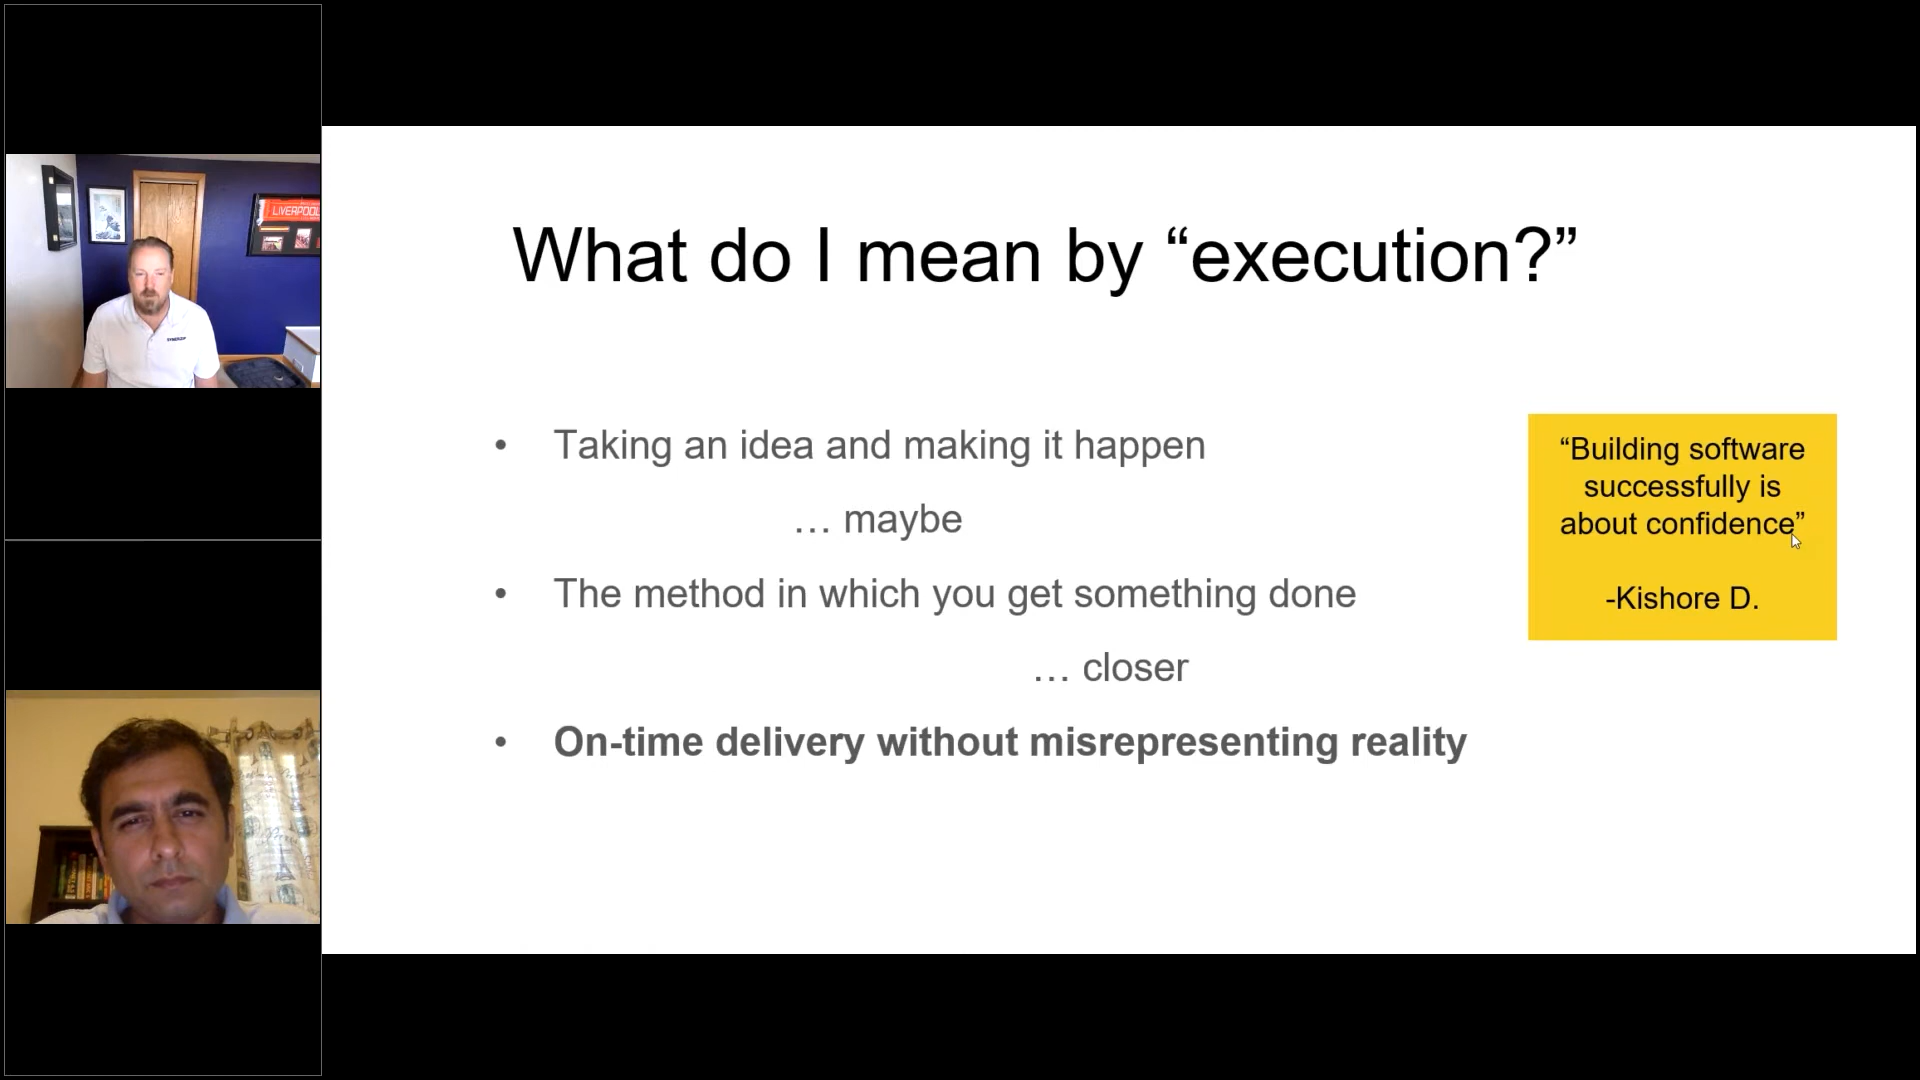 LIVERPOOL
SYNERZIP
What do I mean by “execution?”
• Taking an idea and making it happen
… maybe
• The method in which you get something done
… closer
• On-time delivery without misrepresenting reality
“Building software
successfully is
about confidence”
-Kishore D.